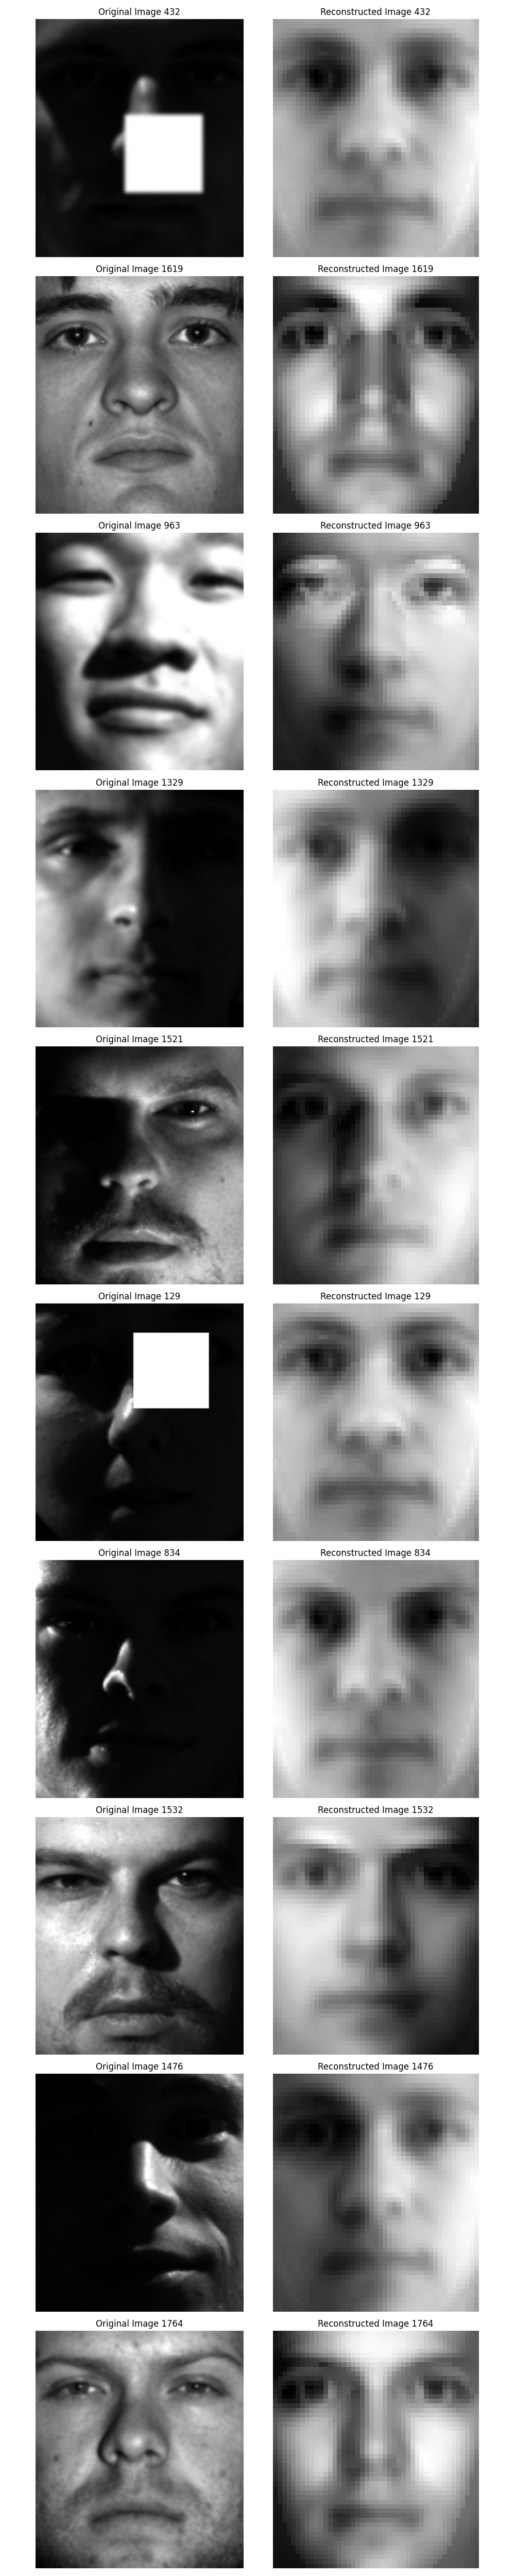 Original Image 432
Reconstructed Image 432
Original Image 1619
Reconstructed Image 1619
Original Image 963
Reconstructed Image 963
Original Image 1329
Reconstructed Image 1329
Original Image 1521
Reconstructed Image 1521
Original Image 129
Reconstructed Image 129
Original Image 834
Reconstructed Image 834
Original Image 1532
Reconstructed Image 1532
Original Image 1476
Reconstructed Image 1476
Original Image 1764
Reconstructed Image 1764